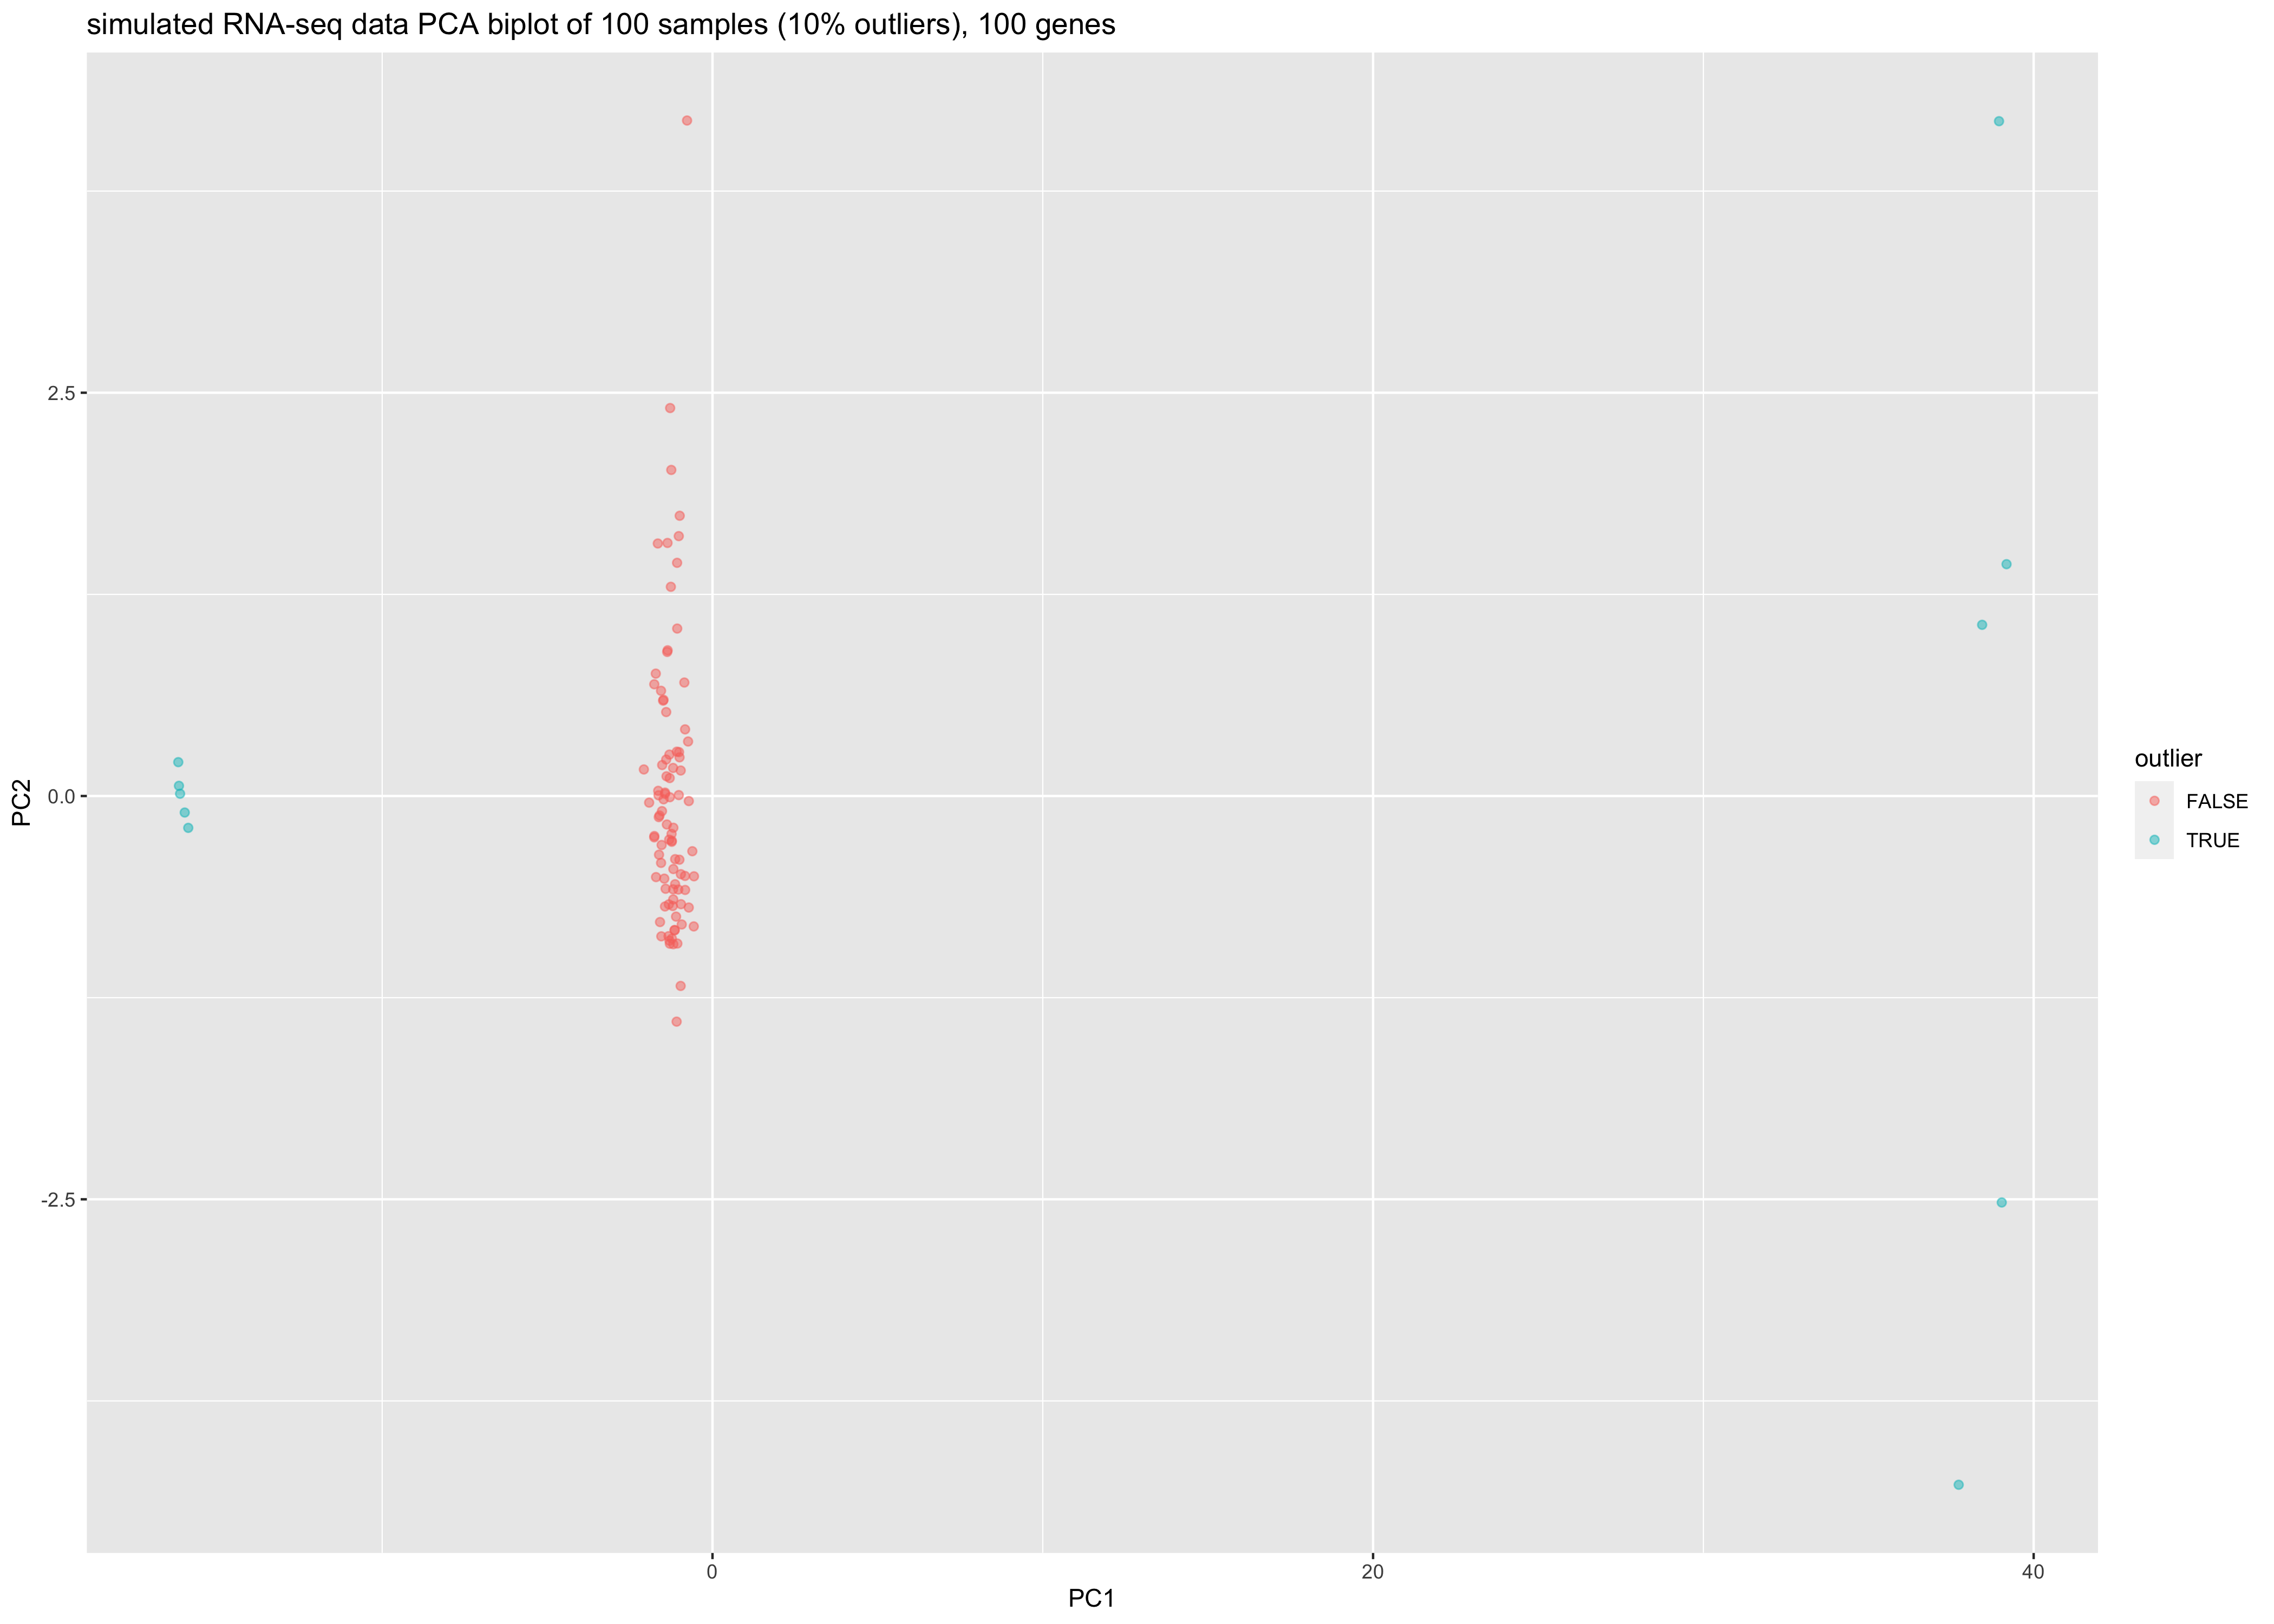 simulated RNA-seq data PCA biplot of 100 samples (10% outliers), 100 genes
2.5
0.0
-2.5
PC2
0
20
40
PC1
outlier
FALSE
TRUE